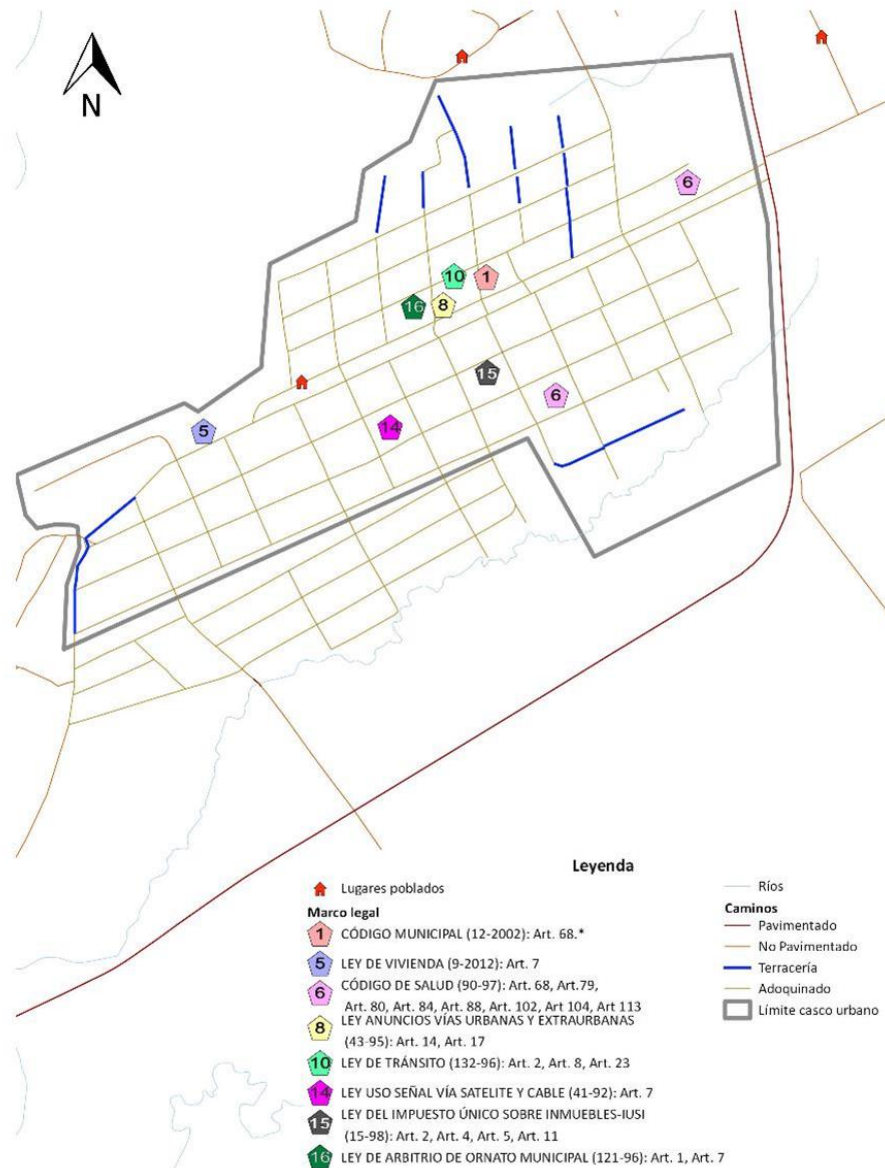 N
6
10
1
16
8
15
6
14
5
Leyenda
Lugares poblados
Marco legal
1 CÓDIGO MUNICIPAL (12-2002): Art. 68.*
5 LEY DE VIVIENDA (9-2012): Art. 7
6 CÓDIGO DE SALUD (90-97): Art. 68, Art.79,
Art. 80, Art. 84, Art. 88, Art. 102, Art 104, Art 113
8 LEY ANUNCIOS VÍAS URBANAS Y EXTRAURBANAS
(43-95): Art. 14, Art. 17
10 LEY DE TRÁNSITO (132-96): Art. 2, Art. 8, Art. 23
14 LEY USO SEÑAL VÍA SATELITE Y CABLE (41-92): Art. 7
15 LEY DEL IMPUESTO ÚNICO SOBRE INMUEBLES-IUSI
(15-98): Art. 2, Art. 4, Art. 5, Art. 11
16 LEY DE ARBITRIO DE ORNATO MUNICIPAL (121-96): Art. 1, Art. 7
Ríos
Caminos
Pavimentado
No Pavimentado
Terracería
Adoquinado
Límite casco urbano